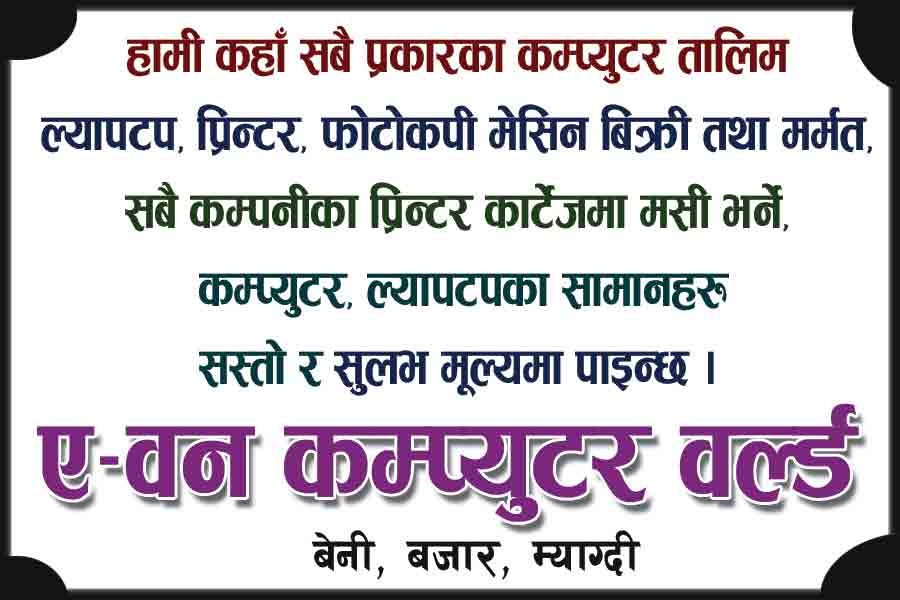 हामी कहाँ सबै प्रकारका कम्प्युटर तालिम
ल्यापटप, प्रिन्टर, फोटोकपी मेसिन बिक्री तथा मर्मत,
सबै कम्पनीका प्रिन्टर कार्टेजमा मसी भर्ने,
कम्प्युटर, ल्यापटपका सामानहरु
सस्तो र सुलभ मूल्यमा पाइन्छ ।
ए-वन कम्प्युटर वर्ल्ड
बेनी, बजार, म्याग्दी